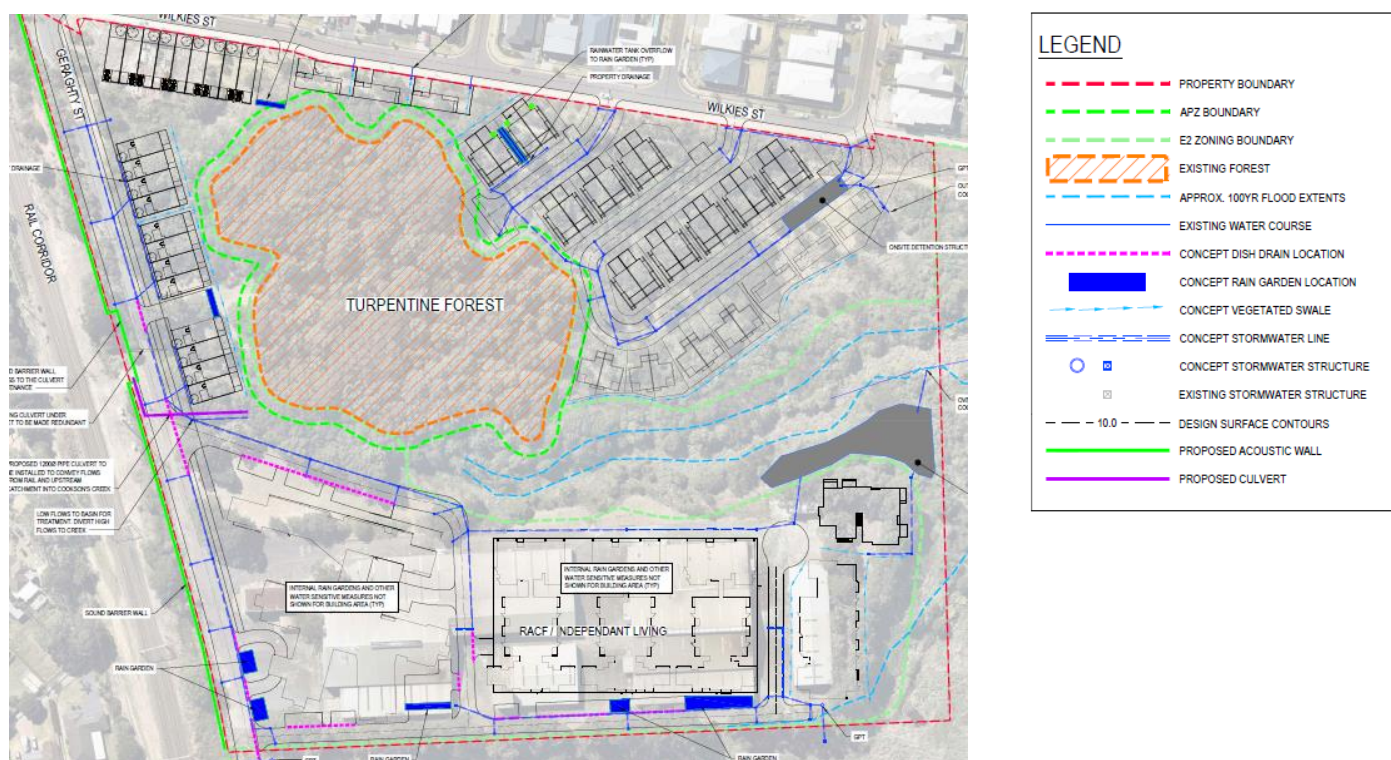 WILKIES ST
GERAGHTY ST
RAINWATER TANK OVERFLOW
TO RAIN GARDEN (TYP)
PROPERTY DRAINAGE
WILKIES ST
DRAINAGE
GPT
ONSITE DETENTION STRUCT
RAIL CORRIDOR
TURPENTINE FOREST
BARRIER WALL
TO THE CULVERT
CULVERT UNDER
TO BE MADE REDUNDANT
PIPE CULVERT TO
INSTALLED TO CONVEY FLOWS
FROM RAIL AND UPSTREAM
CATCHMENT INTO COOKSON'S CREEK
LOW FLOWS TO BASIN FOR
TREATMENT. DIVERT HIGH
FLOWS TO CREEK
INTERNAL RAIN GARDENS AND OTHER
WATER SENSITIVE MEASURES NOT
SHOWN FOR BUILDING AREA (TYP)
INTERNAL RAIN GARDENS AND OTHER
WATER SENSITIVE MEASURES NOT
SHOWN FOR BUILDING AREA (TYP)
SOUND BARRIER WALL
RACF / INDEPENDANT LIVING
RAIN GARDEN
GPT
RAIN GARDEN
RAIN GARDEN
LEGEND
PROPERTY BOUNDARY
APZ BOUNDARY
E2 ZONING BOUNDARY
EXISTING FOREST
APPROX. 100YR FLOOD EXTENTS
EXISTING WATER COURSE
CONCEPT DISH DRAIN LOCATION
CONCEPT RAIN GARDEN LOCATION
CONCEPT VEGETATED SWALE
CONCEPT STORMWATER LINE
CONCEPT STORMWATER STRUCTURE
EXISTING STORMWATER STRUCTURE
10.0 DESIGN SURFACE CONTOURS
PROPOSED ACOUSTIC WALL
PROPOSED CULVERT